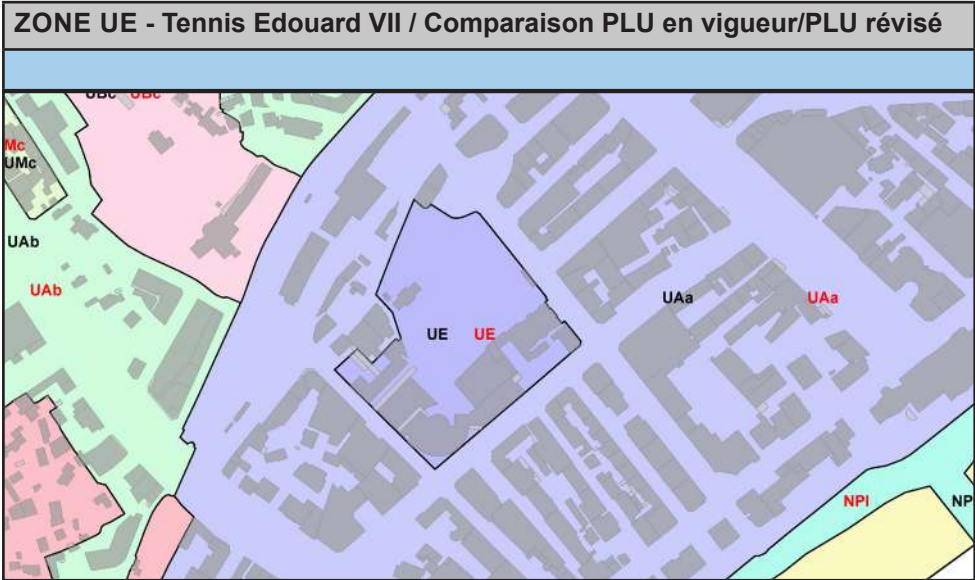 ZONE UE - Tennis Edouard VII / Comparaison PLU en vigueur/PLU révisé
UBc UBc
Mc
UMc
UAb
UAb
UAa UAa
UE UE
NPl NP